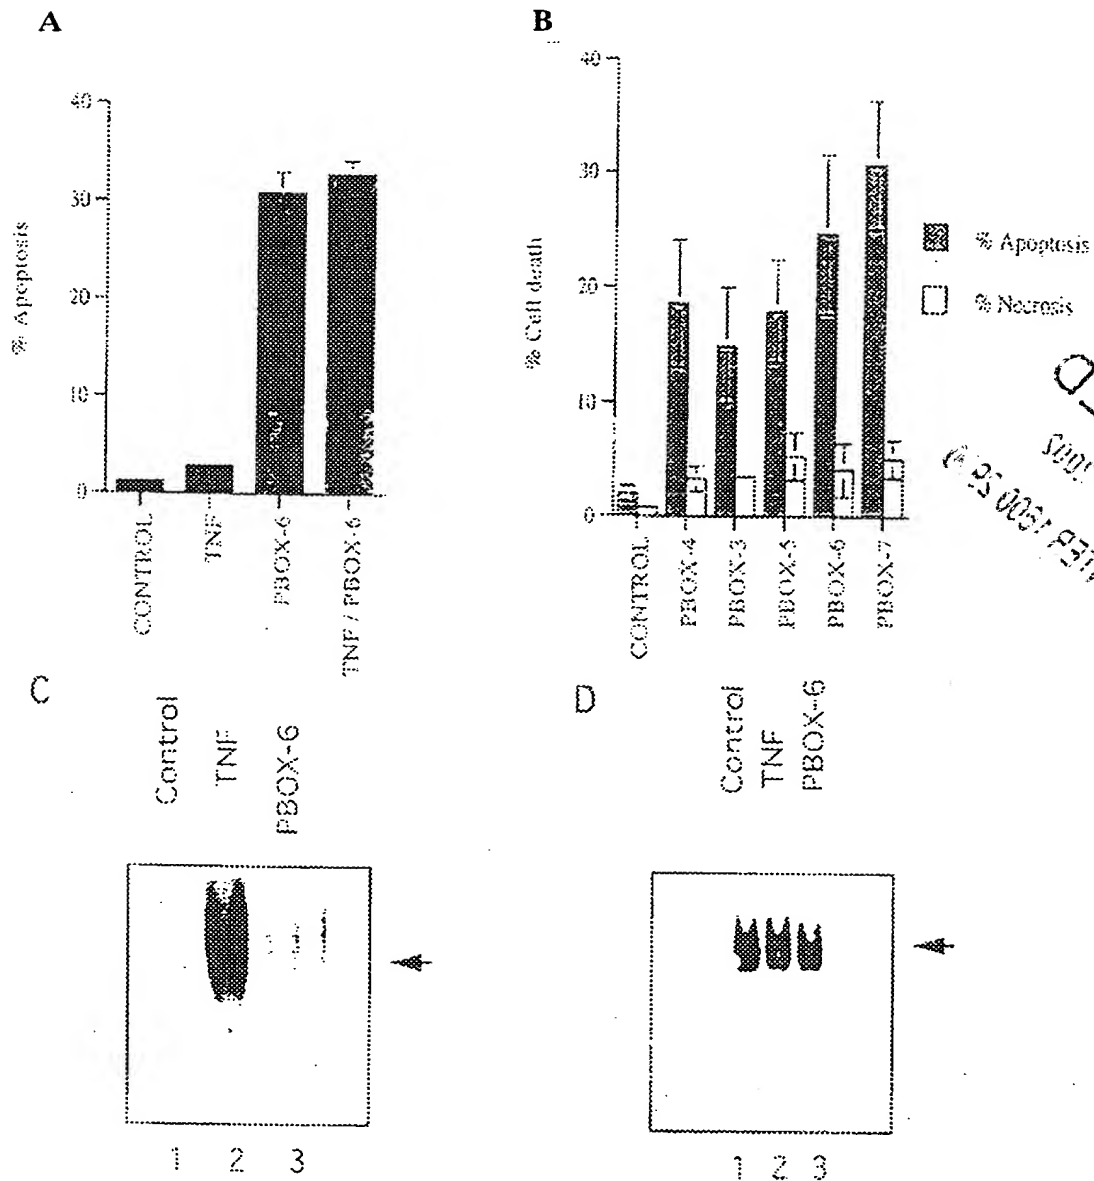 A
% Apoptosis
40
30
20
10
0
CONTROL
TNF
PBOX-6
TNF / PBOX-6
B
% Cell death
40
30
20
10
0
CONTROL
PBOX-4
PBOX-3
PBOX-5
PBOX-6
PBOX-7
% Apoptosis
% Necrosis
C
Control
TNF
PBOX-6
1 2 3
D
Control
TNF
PBOX-6
1 2 3